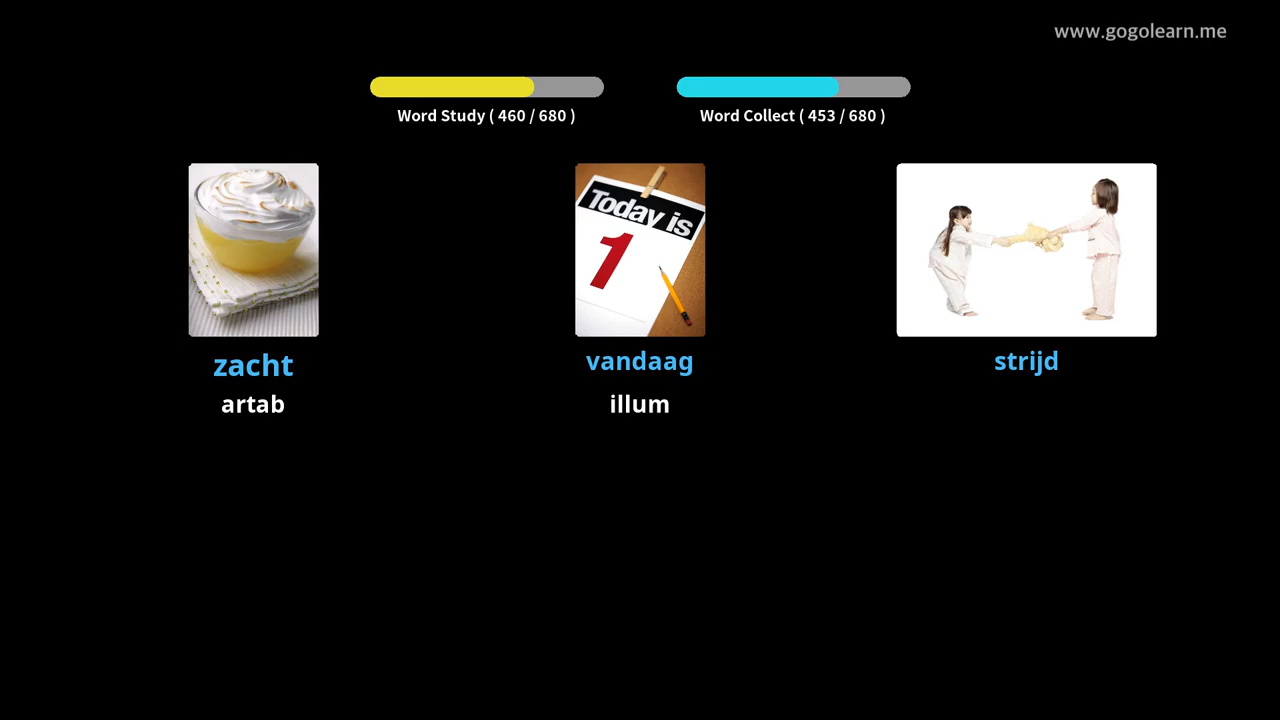 www.gogolearn.me
Word Study ( 460 / 680 )
Word Collect ( 453 / 680 )
Today is
1
zacht
vandaag
strijd
artab
illum